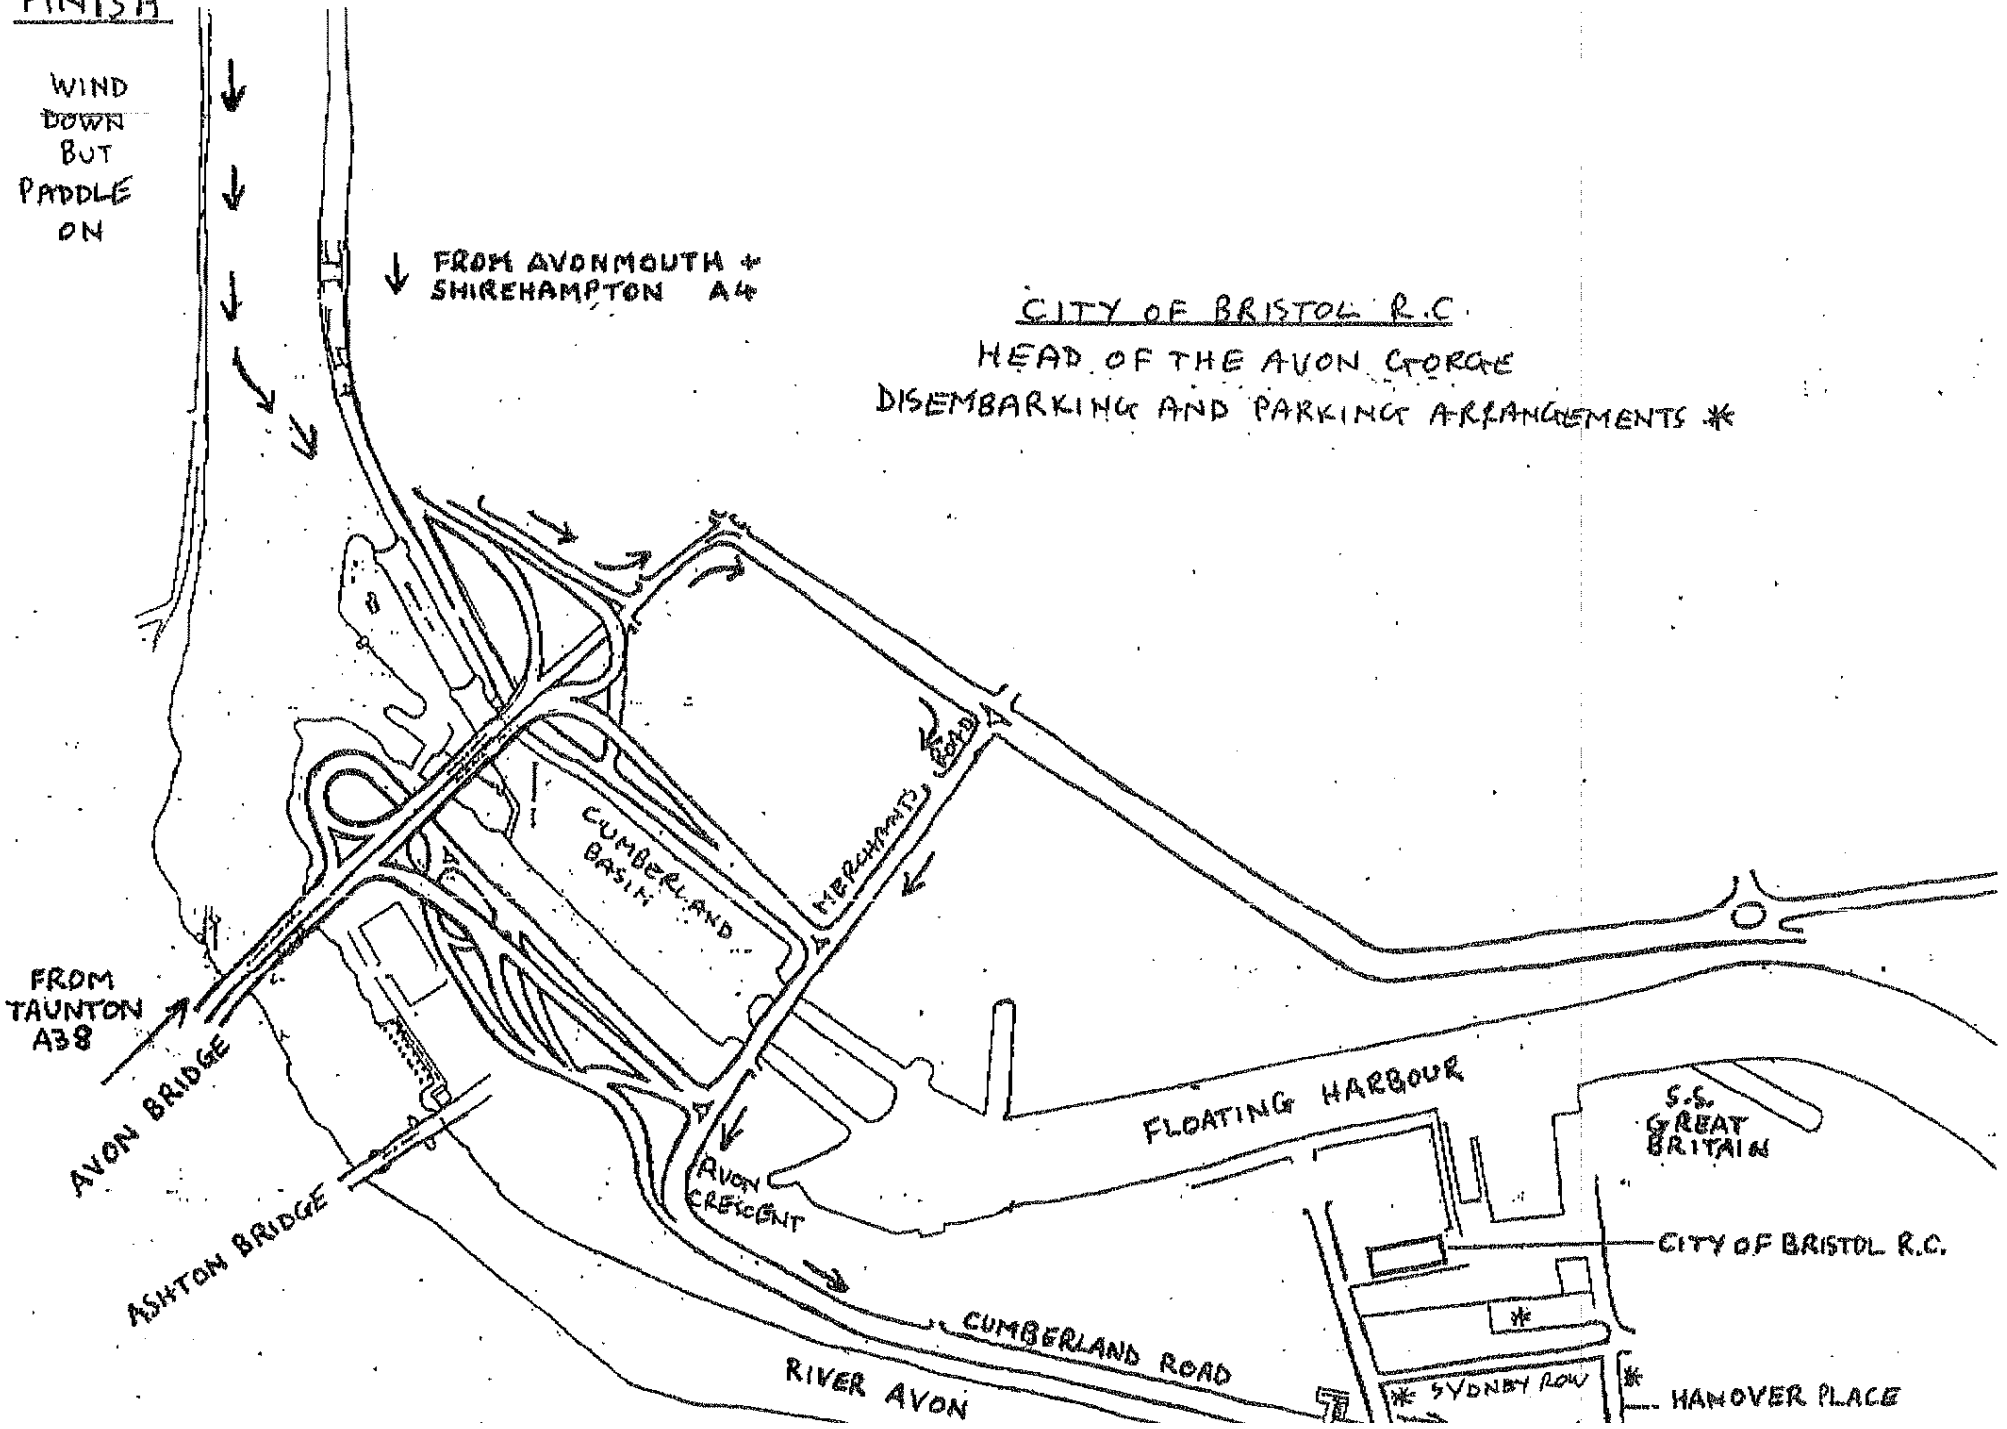 FINISH
WIND
DOWN
BUT
PADDLE
ON
FROM AVONMOUTH +
SHIREHAMPTON A4
CITY OF BRISTOL R.C.
HEAD OF THE AVON GORGE
DISEMBARKING AND PARKING ARRANGEMENTS *
MERCHANTS ROAD
CUMBERLAND
BASIN
FROM
TAUNTON
A38
AVON BRIDGE
ASHTON BRIDGE
AVON
CRESCENT
FLOATING HARBOUR
S.S.
GREAT
BRITAIN
CITY OF BRISTOL R.C.
*
CUMBERLAND ROAD
RIVER AVON
* SYDNEY ROW
*
HANOVER PLACE